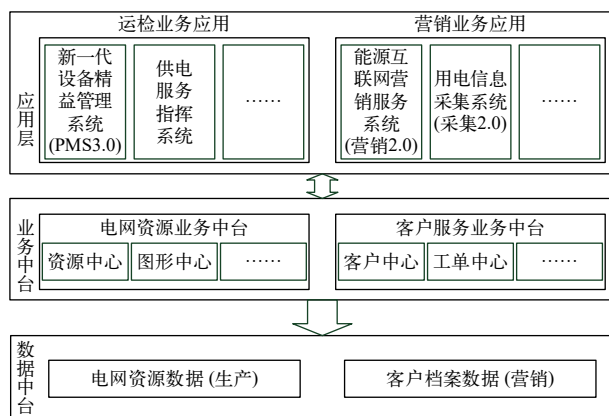 运检业务应用
营销业务应用
应用层
新一代
设备精
益管理
系统
(PMS3.0)
供电
服务
指挥
系统
……
能源互
联网营
销服务
系统
(营销2.0)
用电信息
采集系统
(采集2.0)
……
业务中台
电网资源业务中台
资源中心
图形中心
……
客户服务业务中台
客户中心
工单中心
……
数据中台
电网资源数据 (生产)
客户档案数据 (营销)